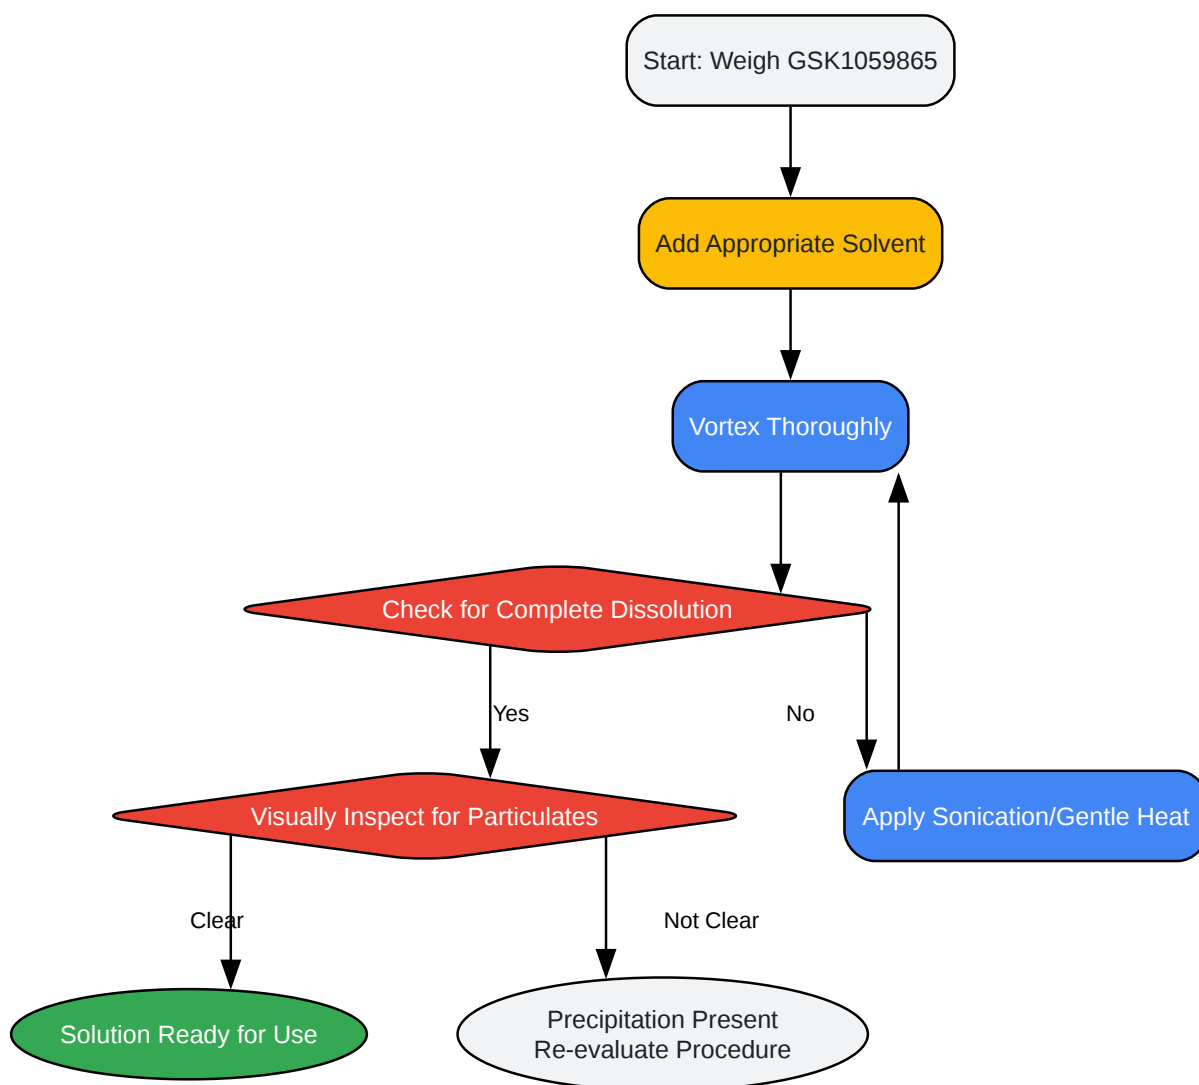 Start: Weigh GSK1059865
Add Appropriate Solvent
Vortex Thoroughly
Check for Complete Dissolution
Yes
No
Visually Inspect for Particulates
Apply Sonication/Gentle Heat
Clear
Not Clear
Solution Ready for Use
Precipitation Present
Re-evaluate Procedure